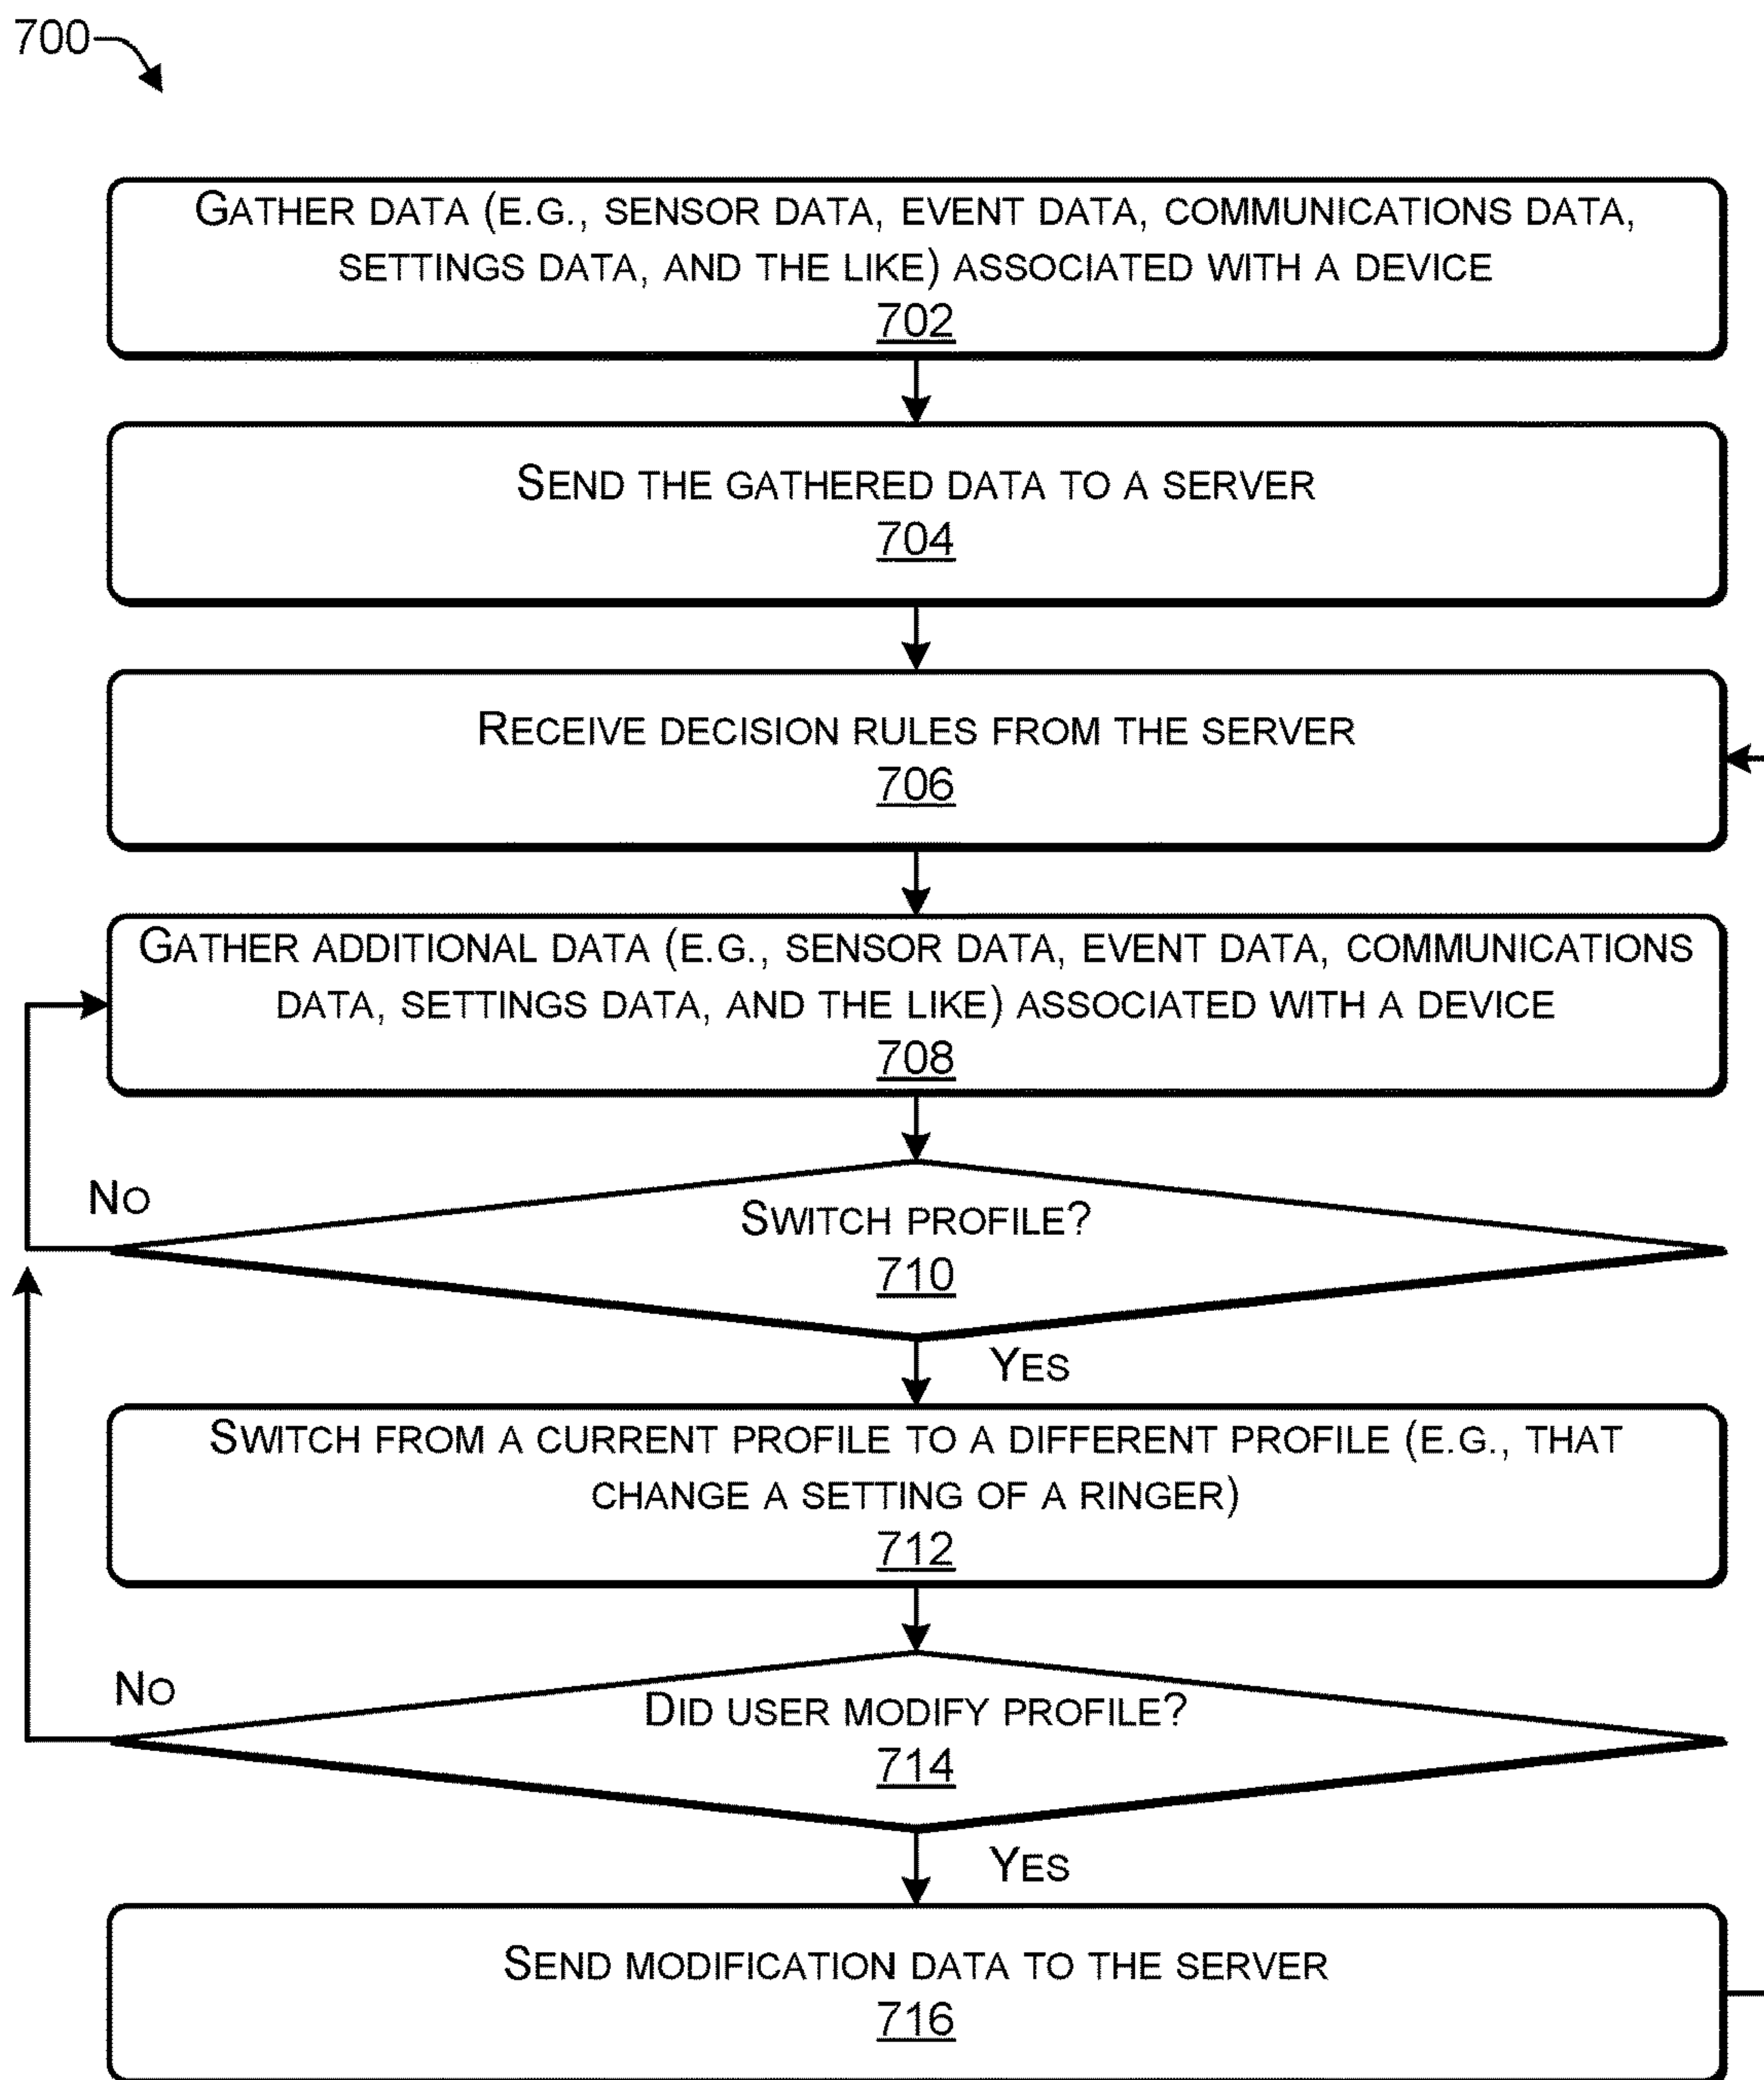 700
GATHER DATA (E.G., SENSOR DATA, EVENT DATA, COMMUNICATIONS DATA,
SETTINGS DATA, AND THE LIKE) ASSOCIATED WITH A DEVICE
702
SEND THE GATHERED DATA TO A SERVER
704
RECEIVE DECISION RULES FROM THE SERVER
706
GATHER ADDITIONAL DATA (E.G., SENSOR DATA, EVENT DATA, COMMUNICATIONS
DATA, SETTINGS DATA, AND THE LIKE) ASSOCIATED WITH A DEVICE
708
NO
SWITCH PROFILE?
710
YES
SWITCH FROM A CURRENT PROFILE TO A DIFFERENT PROFILE (E.G., THAT
CHANGE A SETTING OF A RINGER)
712
NO
DID USER MODIFY PROFILE?
714
YES
SEND MODIFICATION DATA TO THE SERVER
716